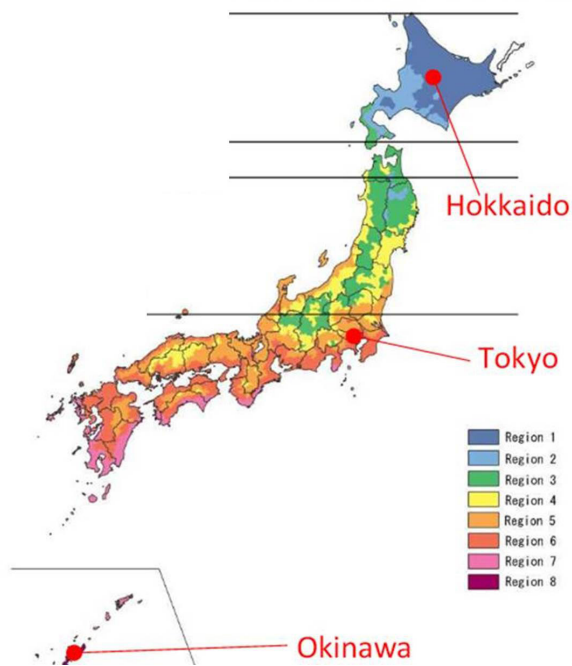 Hokkaido
Tokyo
Region 1
Region 2
Region 3
Region 4
Region 5
Region 6
Region 7
Region 8
Okinawa